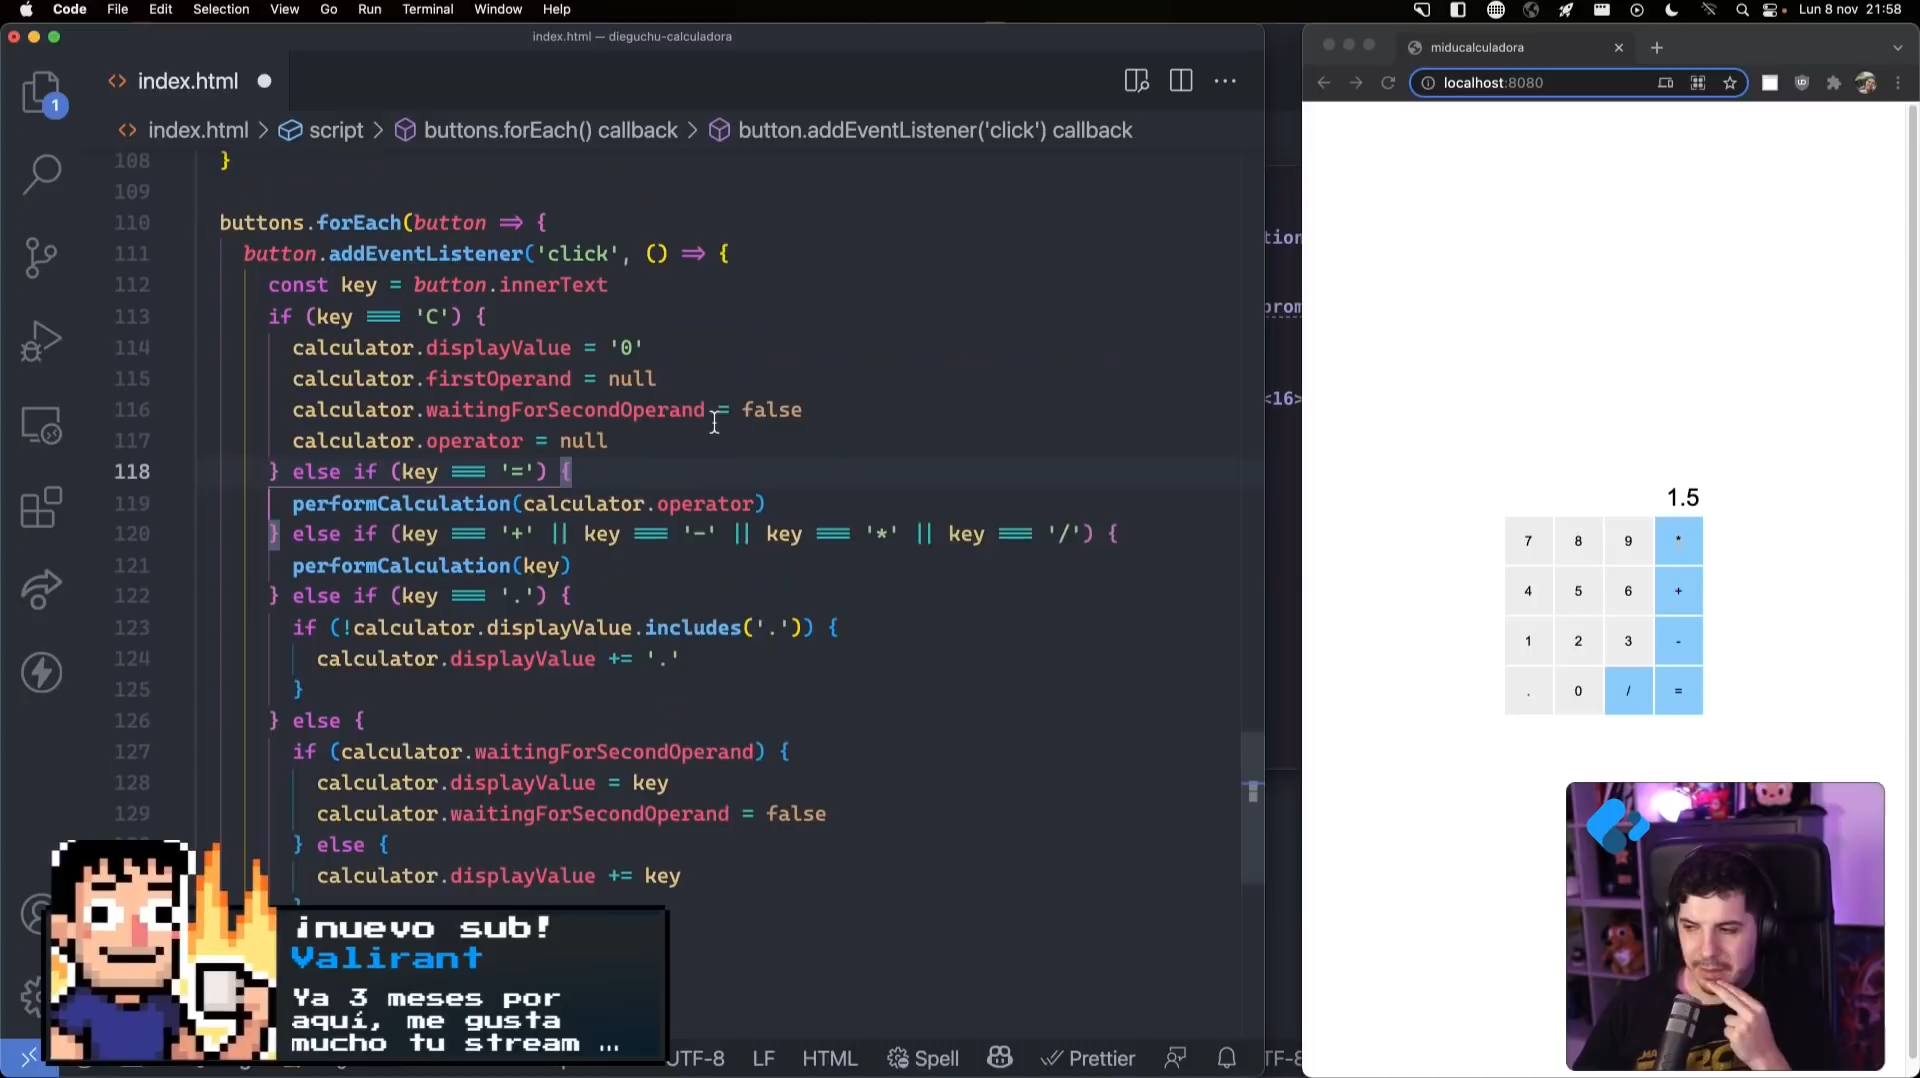 Code File Edit Selection View Go Run Terminal Window Help
Lun 8 nov 21:58
index.html — dieguchu-calculadora
index.html
1
index.html > script > buttons.forEach() callback > button.addEventListener('click') callback
108 }
109
110 buttons.forEach(button => {
111 button.addEventListener('click', () => {
112 const key = button.innerText
113 if (key === 'C') {
114 calculator.displayValue = '0'
115 calculator.firstOperand = null
116 calculator.waitingForSecondOperand = false
117 calculator.operator = null
118 } else if (key === '=') {
119 performCalculation(calculator.operator)
120 } else if (key === '+' || key === '-' || key === '*' || key === '/') {
121 performCalculation(key)
122 } else if (key === '.') {
123 if (!calculator.displayValue.includes('.')) {
124 calculator.displayValue += '.'
125 }
126 } else {
127 if (calculator.waitingForSecondOperand) {
128 calculator.displayValue = key
129 calculator.waitingForSecondOperand = false
} else {
calculator.displayValue += key
¡nuevo sub!
Valirant
Ya 3 meses por
aquí, me gusta
mucho tu stream ...
UTF-8 LF HTML Spell Prettier
tion
prom
<16>
TF-8
miducalculadora
localhost:8080
1.5
7 8 9 *
4 5 6 +
1 2 3 -
. 0 / =